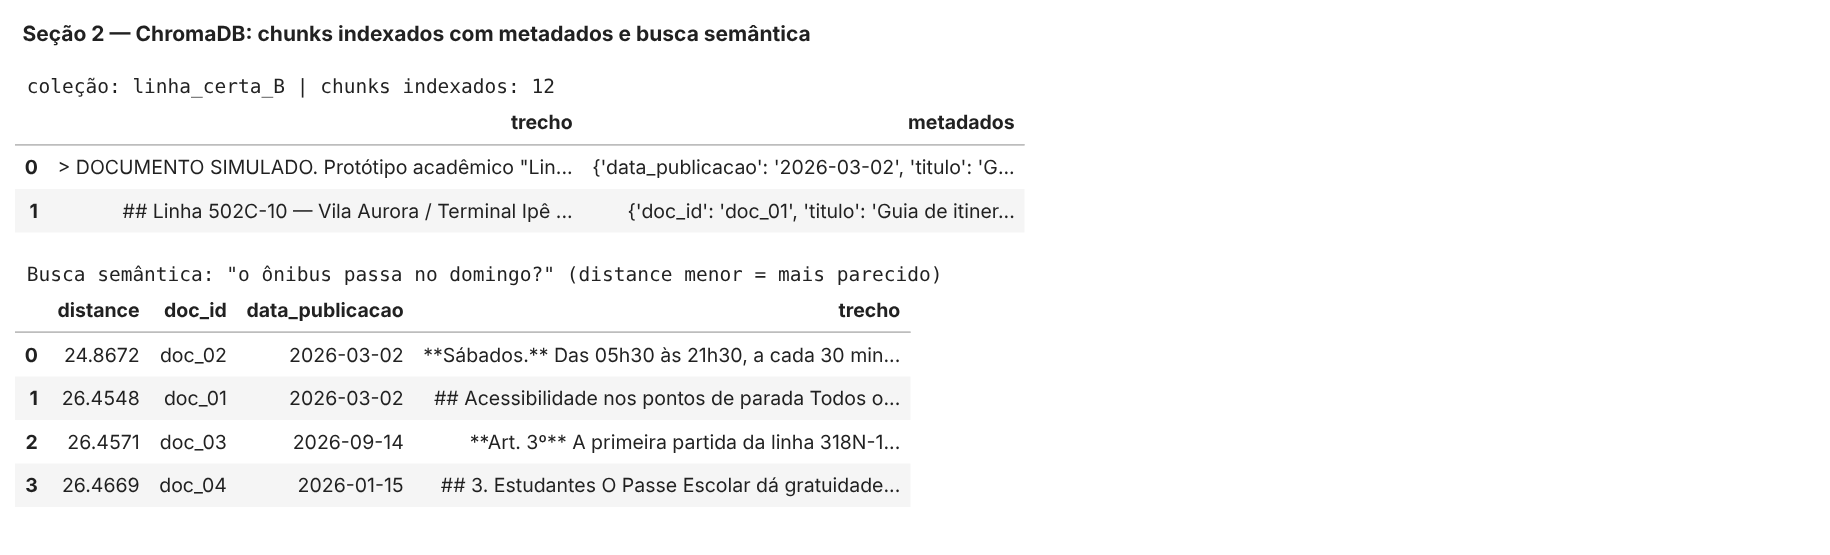 Seção 2 — ChromaDB: chunks indexados com metadados e busca semântica
coleção: linha_certa_B | chunks indexados: 12
trecho metadados
0 > DOCUMENTO SIMULADO. Protótipo acadêmico "Lin... {'data_publicacao': '2026-03-02', 'titulo': 'G...
1 ## Linha 502C-10 — Vila Aurora / Terminal Ipê ... {'doc_id': 'doc_01', 'titulo': 'Guia de itiner...
Busca semântica: "o ônibus passa no domingo?" (distance menor = mais parecido)
distance doc_id data_publicacao trecho
0 24.8672 doc_02 2026-03-02 **Sábados.** Das 05h30 às 21h30, a cada 30 min...
1 26.4548 doc_01 2026-03-02 ## Acessibilidade nos pontos de parada Todos o...
2 26.4571 doc_03 2026-09-14 **Art. 3º** A primeira partida da linha 318N-1...
3 26.4669 doc_04 2026-01-15 ## 3. Estudantes O Passe Escolar dá gratuidade...